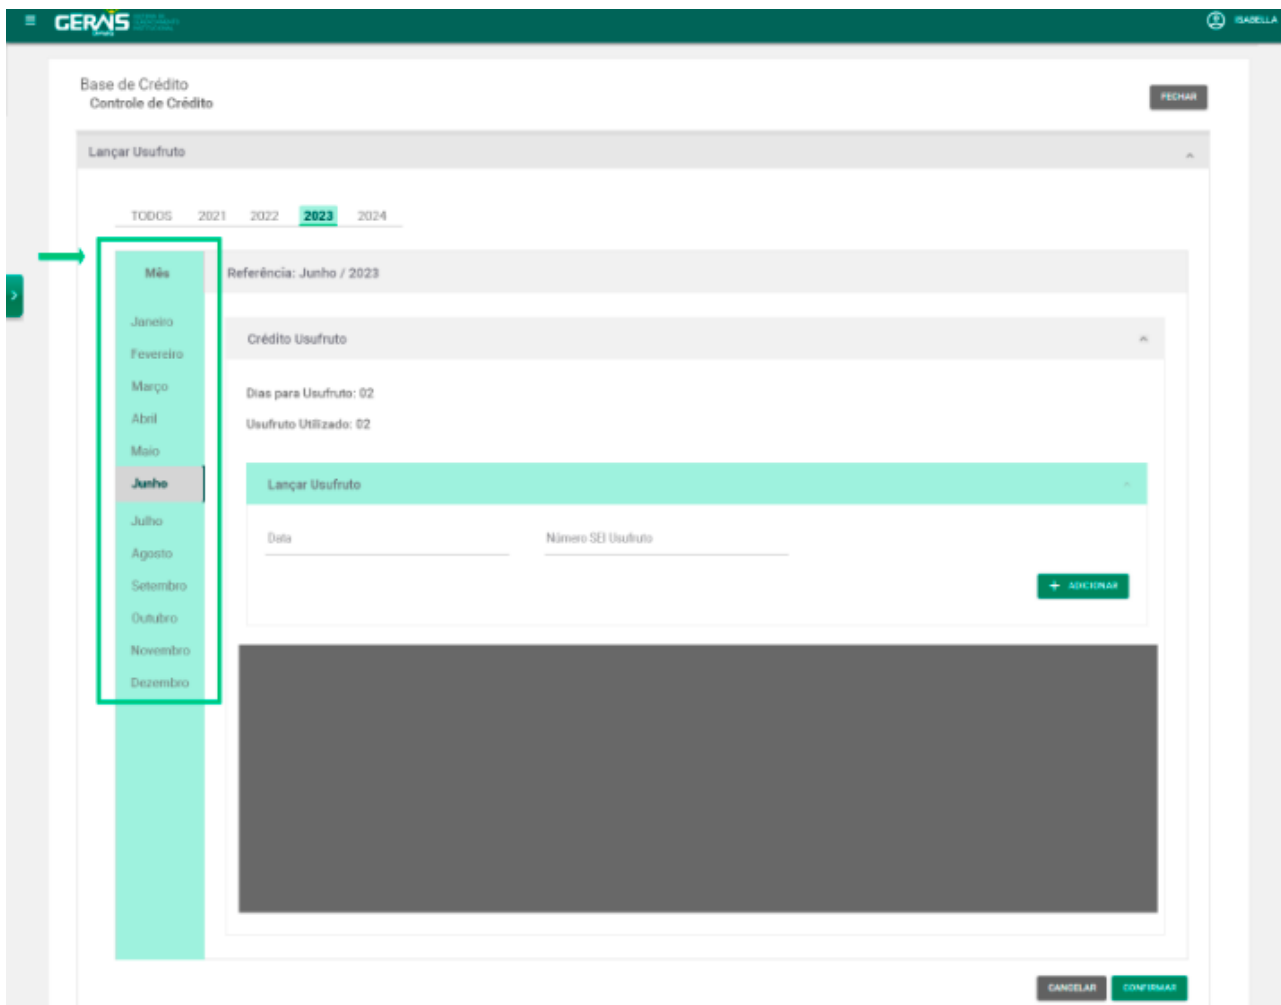 GERAIS
ISABELLA
Base de Crédito
Controle de Crédito
FECHAR
Lançar Usufruto
TODOS 2021 2022 2023 2024
Mês
Referência: Junho / 2023
Janeiro
Fevereiro
Março
Abril
Maio
Junho
Julho
Agosto
Setembro
Outubro
Novembro
Dezembro
Crédito Usufruto
Dias para Usufruto: 02
Usufruto Utilizado: 02
Lançar Usufruto
Data
Número SEI Usufruto
+ ADICIONAR
CANCELAR
CONFIRMAR